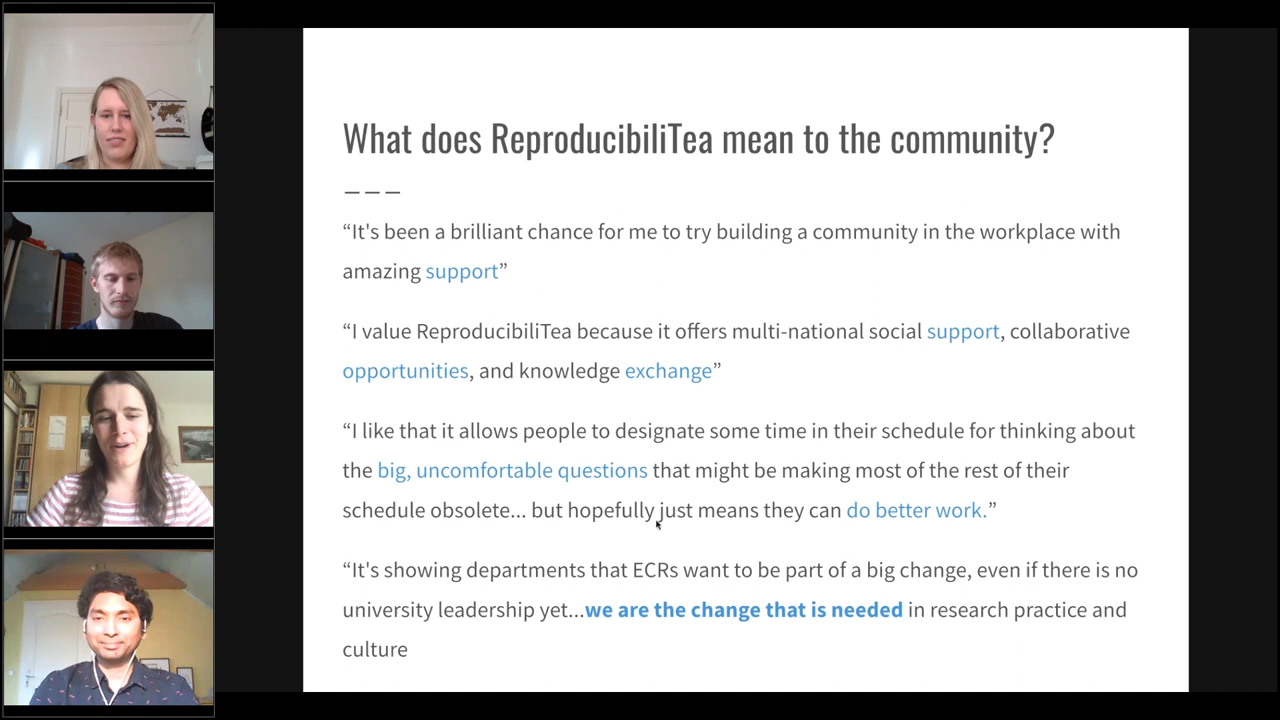 What does ReproducibiliTea mean to the community?
“It's been a brilliant chance for me to try building a community in the workplace with
amazing support”
“I value ReproducibiliTea because it offers multi-national social support, collaborative
opportunities, and knowledge exchange”
“I like that it allows people to designate some time in their schedule for thinking about
the big, uncomfortable questions that might be making most of the rest of their
schedule obsolete... but hopefully just means they can do better work.”
“It's showing departments that ECRs want to be part of a big change, even if there is no
university leadership yet...we are the change that is needed in research practice and
culture